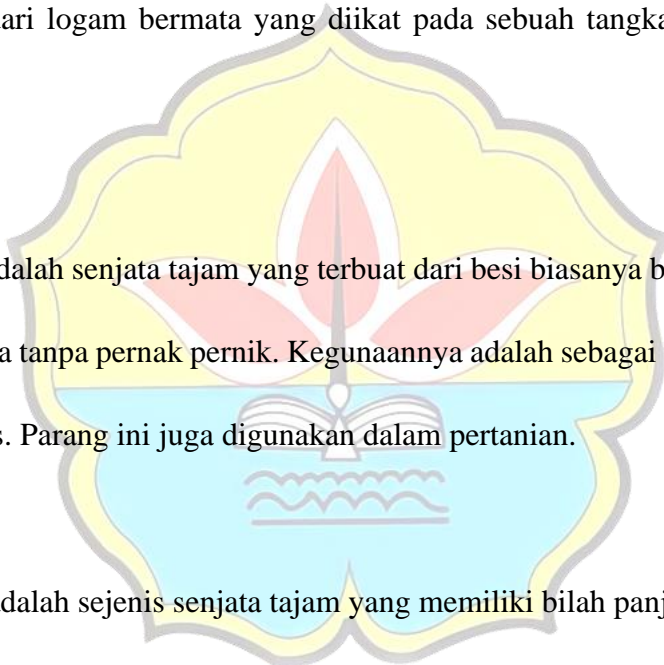 ari logam bermata yang diikat pada sebuah tangka
dalah senjata tajam yang terbuat dari besi biasanya b
a tanpa pernak pernik. Kegunaannya adalah sebagai
s. Parang ini juga digunakan dalam pertanian.
dalah sejenis senjata tajam yang memiliki bilah panj